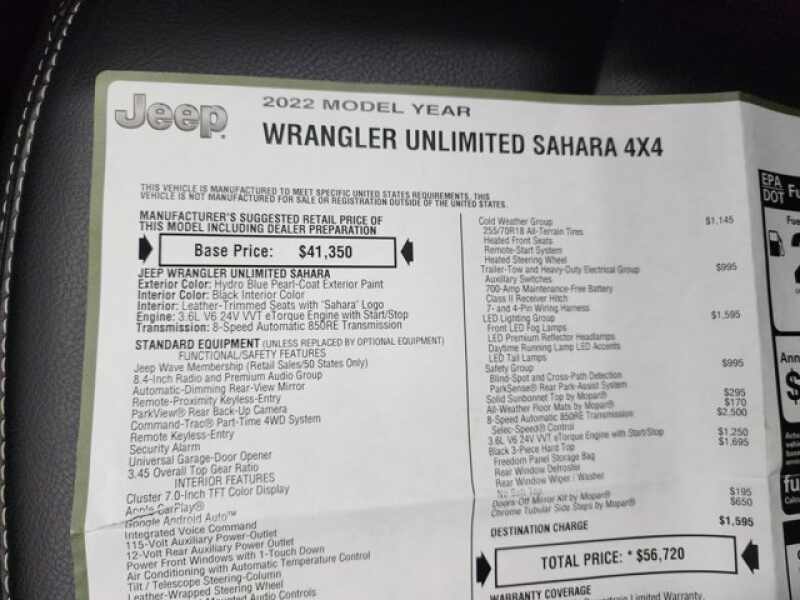 Jeep®
2022 MODEL YEAR
WRANGLER UNLIMITED SAHARA 4X4
THIS VEHICLE IS MANUFACTURED TO MEET SPECIFIC UNITED STATES REQUIREMENTS. THIS
VEHICLE IS NOT MANUFACTURED FOR SALE OR REGISTRATION OUTSIDE OF THE UNITED STATES.
MANUFACTURER'S SUGGESTED RETAIL PRICE OF
THIS MODEL INCLUDING DEALER PREPARATION
Base Price: $41,350
JEEP WRANGLER UNLIMITED SAHARA
Exterior Color: Hydro Blue Pearl-Coat Exterior Paint
Interior Color: Black Interior Color
Interior: Leather-Trimmed Seats with 'Sahara' Logo
Engine: 3.6L V6 24V VVT eTorque Engine with Start/Stop
Transmission: 8-Speed Automatic 850RE Transmission
STANDARD EQUIPMENT (UNLESS REPLACED BY OPTIONAL EQUIPMENT)
FUNCTIONAL/SAFETY FEATURES
Jeep Wave Membership (Retail Sales/50 States Only)
8.4-Inch Radio and Premium Audio Group
Automatic-Dimming Rear-View Mirror
Remote-Proximity Keyless-Entry
ParkView® Rear Back-Up Camera
Command-Trac® Part-Time 4WD System
Remote Keyless-Entry
Security Alarm
Universal Garage-Door Opener
3.45 Overall Top Gear Ratio
INTERIOR FEATURES
Cluster 7.0-Inch TFT Color Display
Apple CarPlay®
Google Android Auto™
Integrated Voice Command
115-Volt Auxiliary Power-Outlet
12-Volt Rear Auxiliary Power Outlet
Power Front Windows with 1-Touch Down
Air Conditioning with Automatic Temperature Control
Tilt / Telescope Steering-Column
Leather-Wrapped Steering Wheel
Audio Controls
Cold Weather Group $1,145
255/70R18 All-Terrain Tires
Heated Front Seats
Remote-Start System
Heated Steering Wheel
Trailer-Tow and Heavy-Duty Electrical Group $995
Auxiliary Switches
700-Amp Maintenance-Free Battery
Class II Receiver Hitch
7- and 4-Pin Wiring Harness
LED Lighting Group $1,595
Front LED Fog Lamps
LED Premium Reflector Headlamps
Daytime Running Lamp LED Accents
LED Tail Lamps
Safety Group $995
Blind-Spot and Cross-Path Detection
ParkSense® Rear Park-Assist System
Solid Sunbonnet Top by Mopar® $295
All-Weather Floor Mats by Mopar® $170
8-Speed Automatic 850RE Transmission $2,500
Selec-Speed® Control
3.6L V6 24V VVT eTorque Engine with Start/Stop $1,250
Black 3-Piece Hard Top $1,695
Freedom Panel Storage Bag
Rear Window Defroster
Rear Window Wiper / Washer
No Soft Top
Doors Off Mirror Kit by Mopar® $195
Chrome Tubular Side Steps by Mopar® $650
DESTINATION CHARGE $1,595
TOTAL PRICE: * $56,720
WARRANTY COVERAGE
Powertrain Limited Warranty.
EPA
DOT